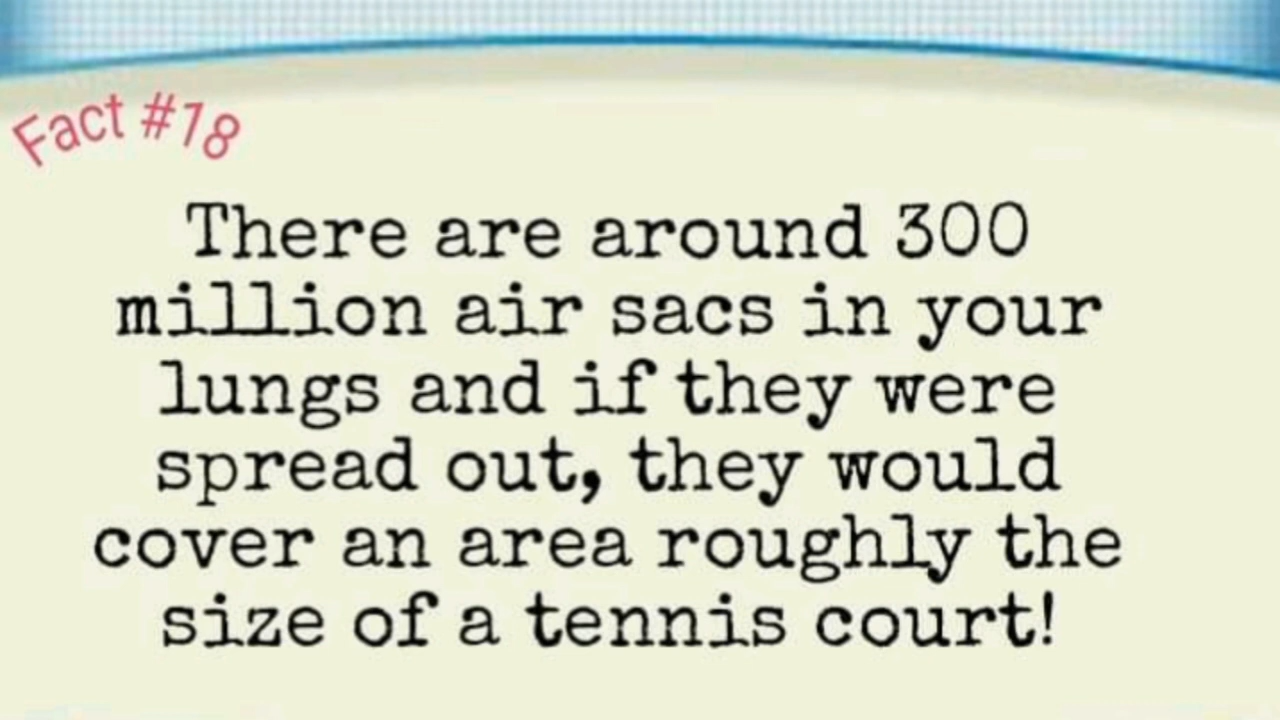 Fact #18
There are around 300
million air sacs in your
lungs and if they were
spread out, they would
cover an area roughly the
size of a tennis court!